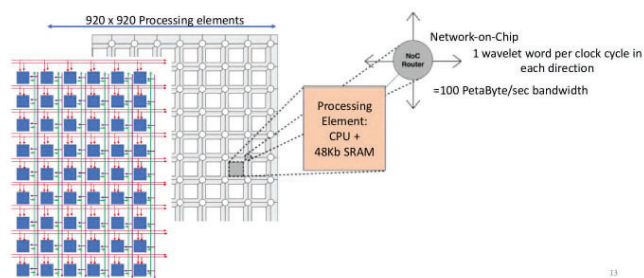 920 x 920 Processing elements
NoC
Router
Network-on-Chip
1 wavelet word per clock cycle in
each direction
=100 PetaByte/sec bandwidth
Processing
Element:
CPU +
48Kb SRAM
13